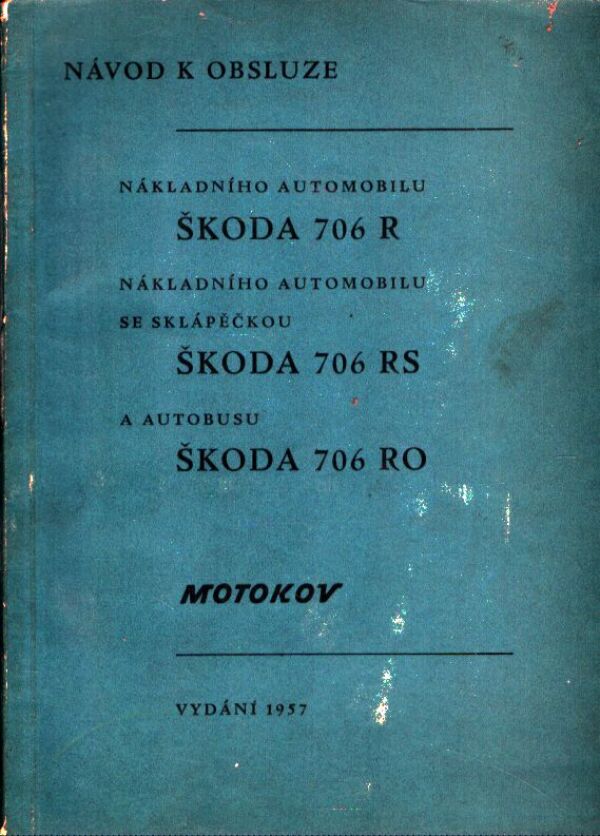 NÁVOD K OBSLUZE
NÁKLADNÍHO AUTOMOBILU
ŠKODA 706 R
NÁKLADNÍHO AUTOMOBILU
SE SKLÁPĚČKOU
ŠKODA 706 RS
A AUTOBUSU
ŠKODA 706 RO
MOTOKOV
VYDÁNÍ 1957